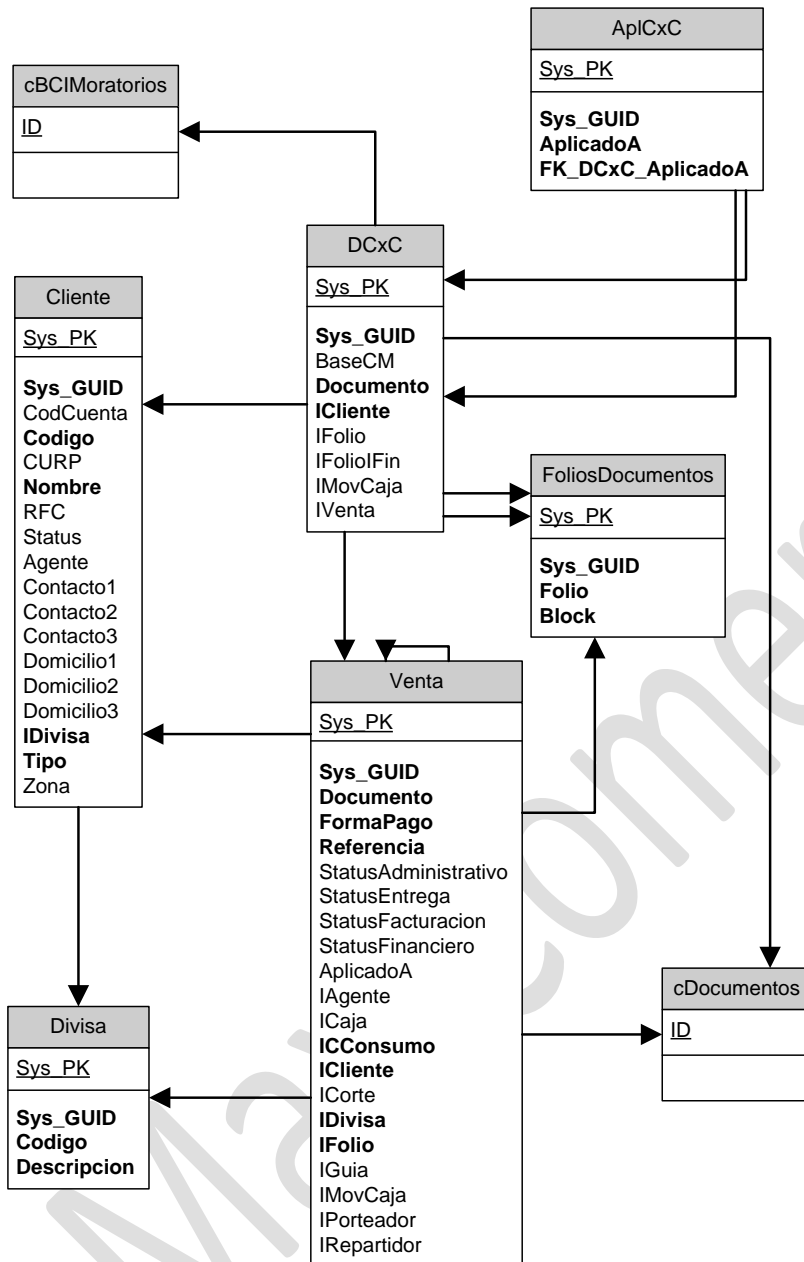 AplCxC
Sys_PK
Sys_GUID
AplicadoA
FK_DCxC_AplicadoA
cBCIMoratorios
ID
DCxC
Sys_PK
Sys_GUID
BaseCM
Documento
ICliente
IFolio
IFolioIFin
IMovCaja
IVenta
Cliente
Sys_PK
Sys_GUID
CodCuenta
Codigo
CURP
Nombre
RFC
Status
Agente
Contacto1
Contacto2
Contacto3
Domicilio1
Domicilio2
Domicilio3
IDivisa
Tipo
Zona
FoliosDocumentos
Sys_PK
Sys_GUID
Folio
Block
Venta
Sys_PK
Sys_GUID
Documento
FormaPago
Referencia
StatusAdministrativo
StatusEntrega
StatusFacturacion
StatusFinanciero
AplicadoA
IAgente
ICaja
ICConsumo
ICliente
ICorte
IDivisa
IFolio
IGuia
IMovCaja
IPorteador
IRepartidor
cDocumentos
ID
Divisa
Sys_PK
Sys_GUID
Codigo
Descripcion